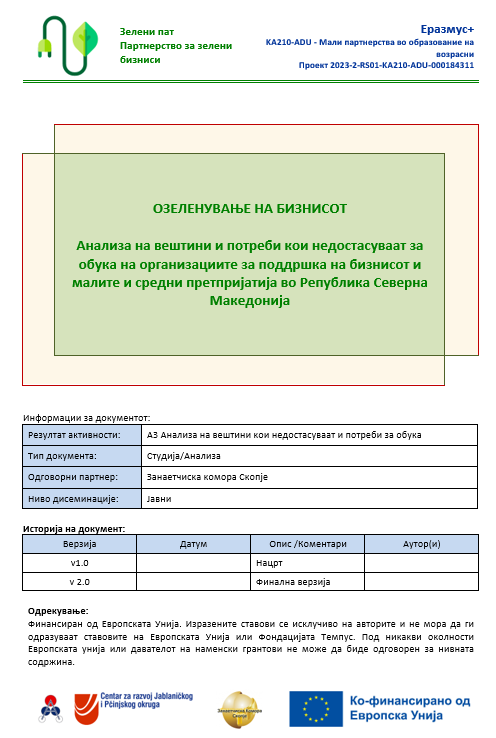 Зелени пат
Партнерство за зелени
бизниси
Еразмус+
KA210-ADU - Мали партнерства во образование на
возрасни
Проект 2023-2-RS01-KA210-ADU-000184311
ОЗЕЛЕНУВАЊЕ НА БИЗНИСОТ
Анализа на вештини и потреби кои недостасуваат за
обука на организациите за поддршка на бизнисот и
малите и средни претпријатија во Република Северна
Македонија
Информации за документот:
Резултат активности: А3 Анализа на вештини кои недостасуваат и потреби за обука
Тип документа: Студија/Анализа
Одговорни партнер: Занаетчиска комора Скопје
Ниво дисеминације: Јавни
Историја на документ:
Верзија Датум Опис /Коментари Аутор(и)
v1.0 Нацрт
v 2.0 Финална верзија
Одрекување:
Финансиран од Европската Унија. Изразените ставови се исклучиво на авторите и не мора да ги
одразуваат ставовите на Европската Унија или Фондацијата Темпус. Под никакви околности
Европската унија или давателот на наменски грантови не може да биде одговорен за нивната
содржина.
Centar za razvoj Jablaničkog
i Pčinjskog okruga
Занаетчиска Комора
Скопје
Ко-финансирано од
Европска Унија